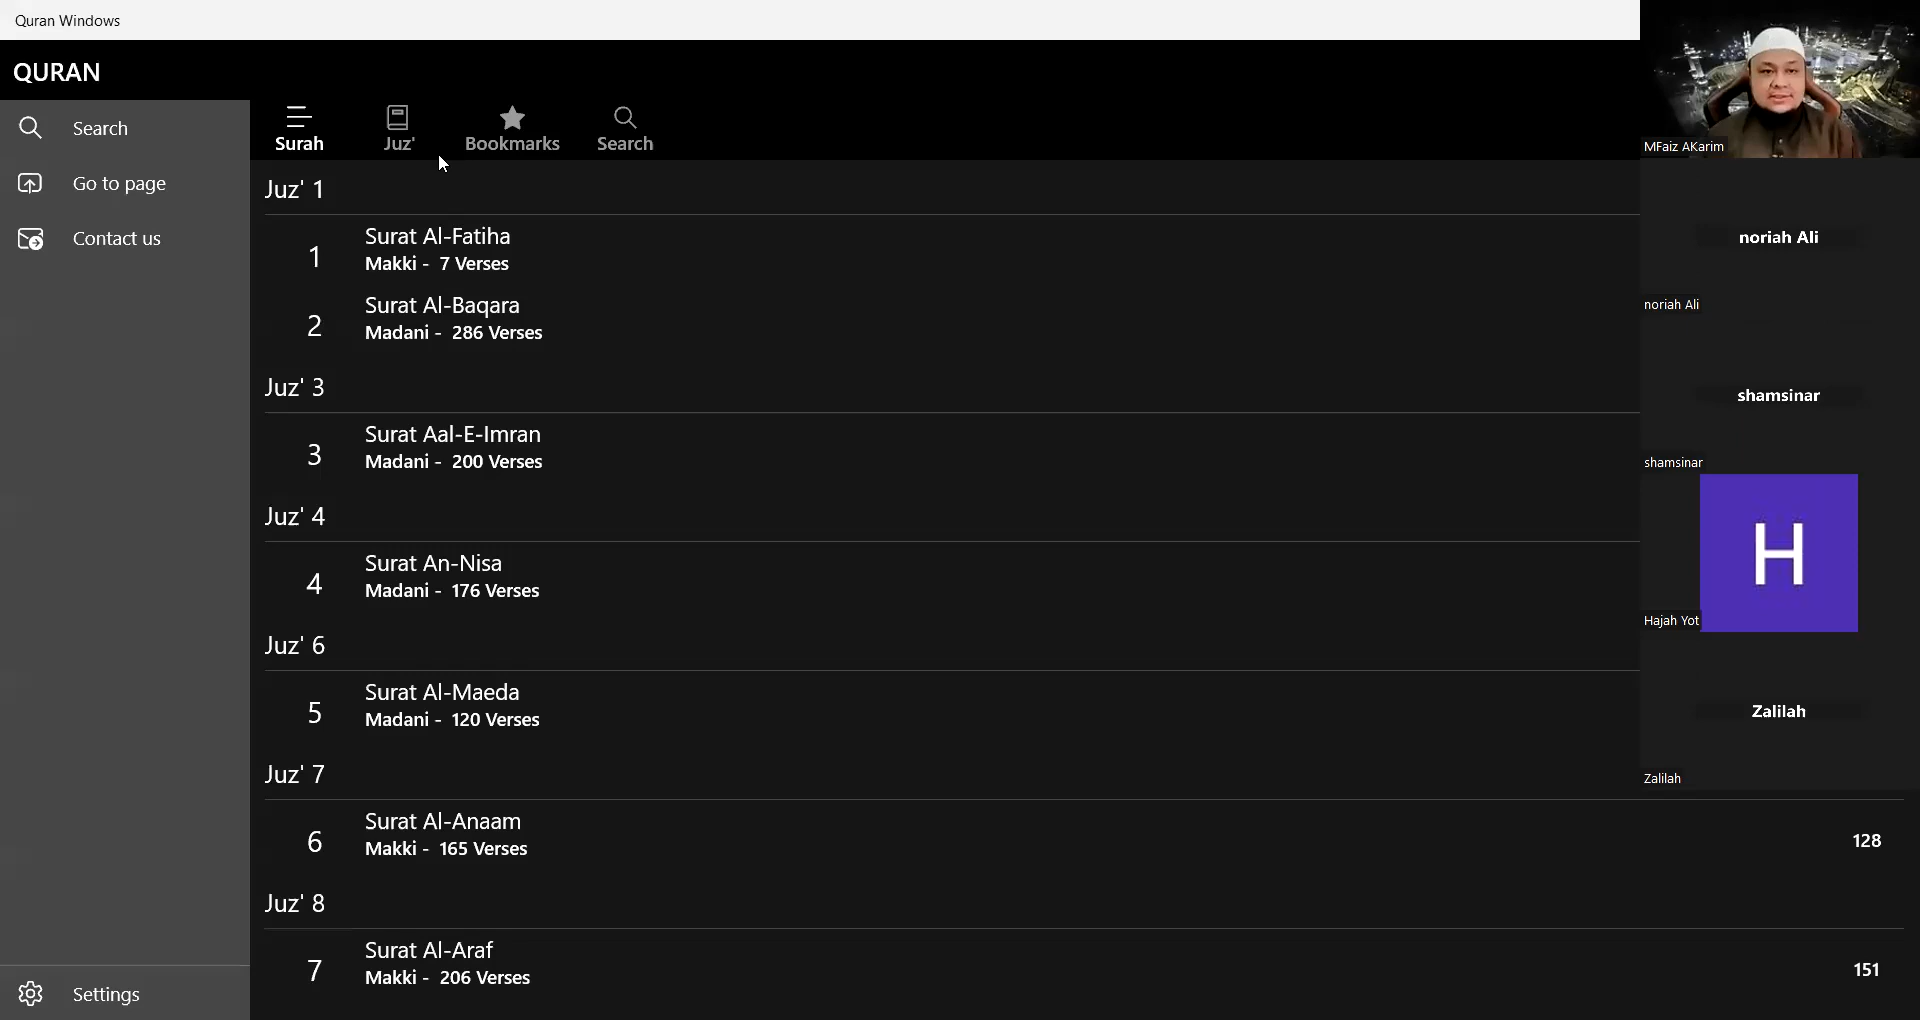 Quran Windows
QURAN
Search
Go to page
Contact us
Settings
Surah
Juz'
Bookmarks
Search
Juz' 1
1
Surat Al-Fatiha
Makki - 7 Verses
2
Surat Al-Baqara
Madani - 286 Verses
Juz' 3
3
Surat Aal-E-Imran
Madani - 200 Verses
Juz' 4
4
Surat An-Nisa
Madani - 176 Verses
Juz' 6
5
Surat Al-Maeda
Madani - 120 Verses
Juz' 7
6
Surat Al-Anaam
Makki - 165 Verses
128
Juz' 8
7
Surat Al-Araf
Makki - 206 Verses
151
MFaiz AKarim
noriah Ali
noriah Ali
shamsinar
shamsinar
H
Hajah Yot
Zalilah
Zalilah